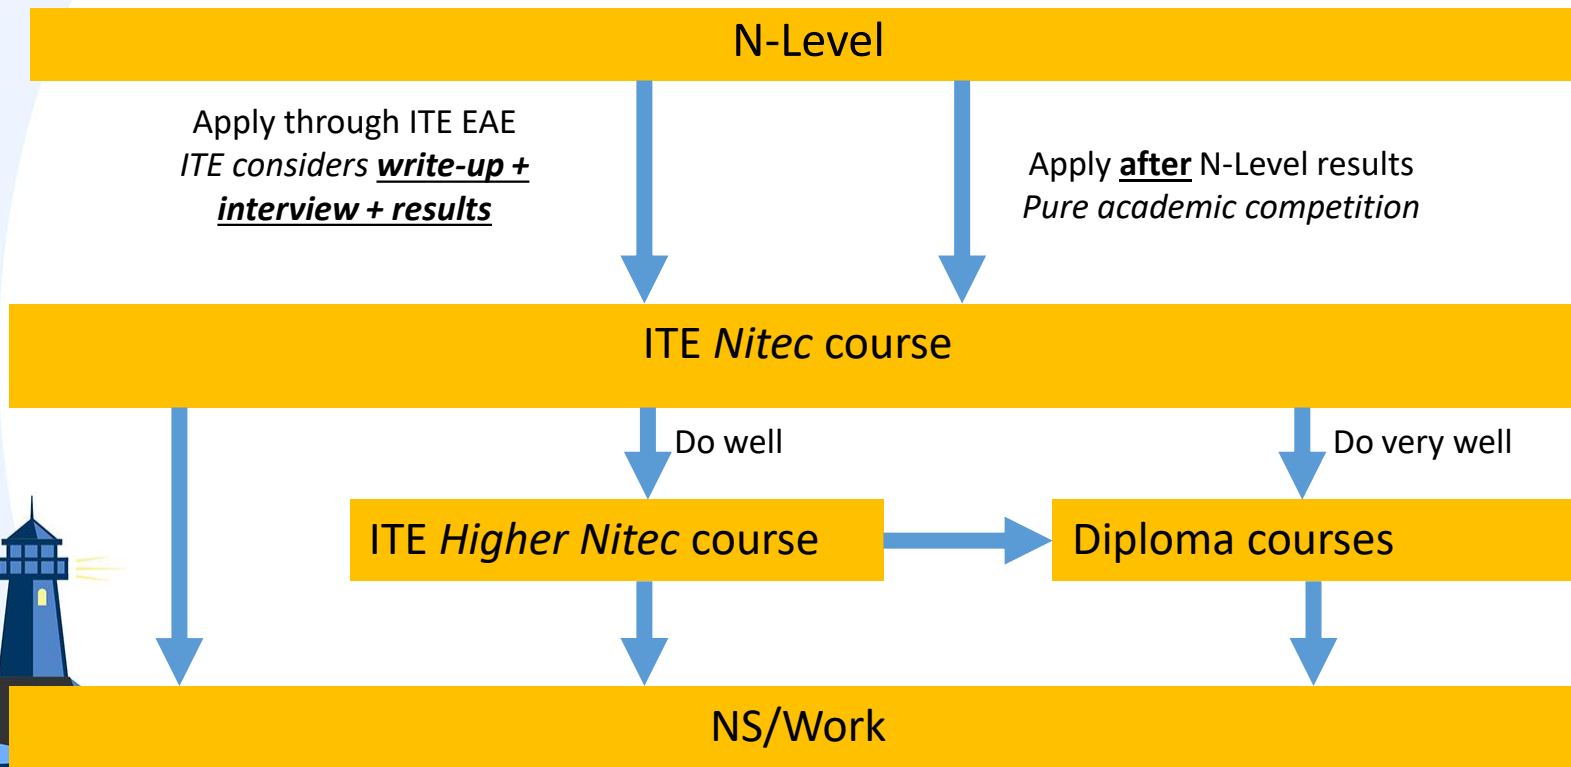 N-Level
Apply through ITE EAE
ITE considers write-up +
interview + results
Apply after N-Level results
Pure academic competition
ITE Nitec course
Do well
Do very well
ITE Higher Nitec course
Diploma courses
NS/Work